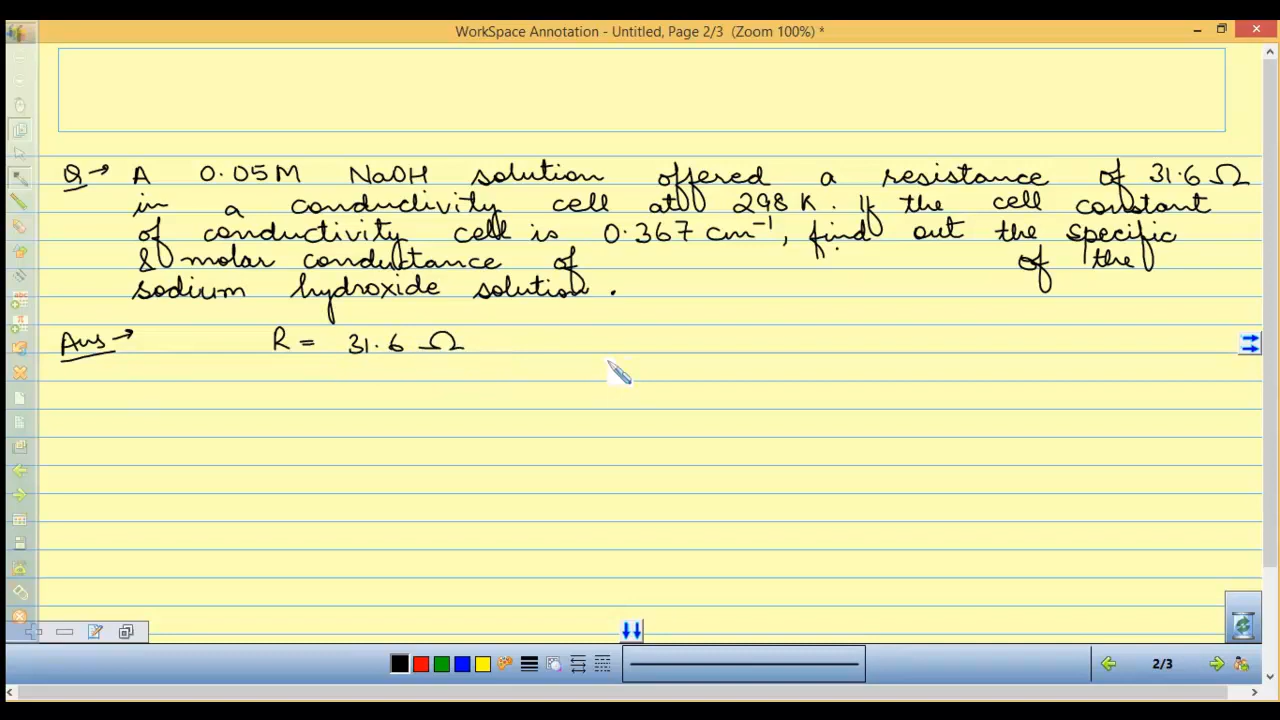 WorkSpace Annotation - Untitled, Page 2/3 (Zoom 100%) *
Q → A 0.05M NaOH solution offered a resistance of 31.6 Ω
in a conductivity cell at 298 K. If the cell constant
of conductivity cell is 0.367 cm⁻¹, find out the specific
& molar conductance of of the
sodium hydroxide solution.
Ans → R = 31.6 Ω
2/3